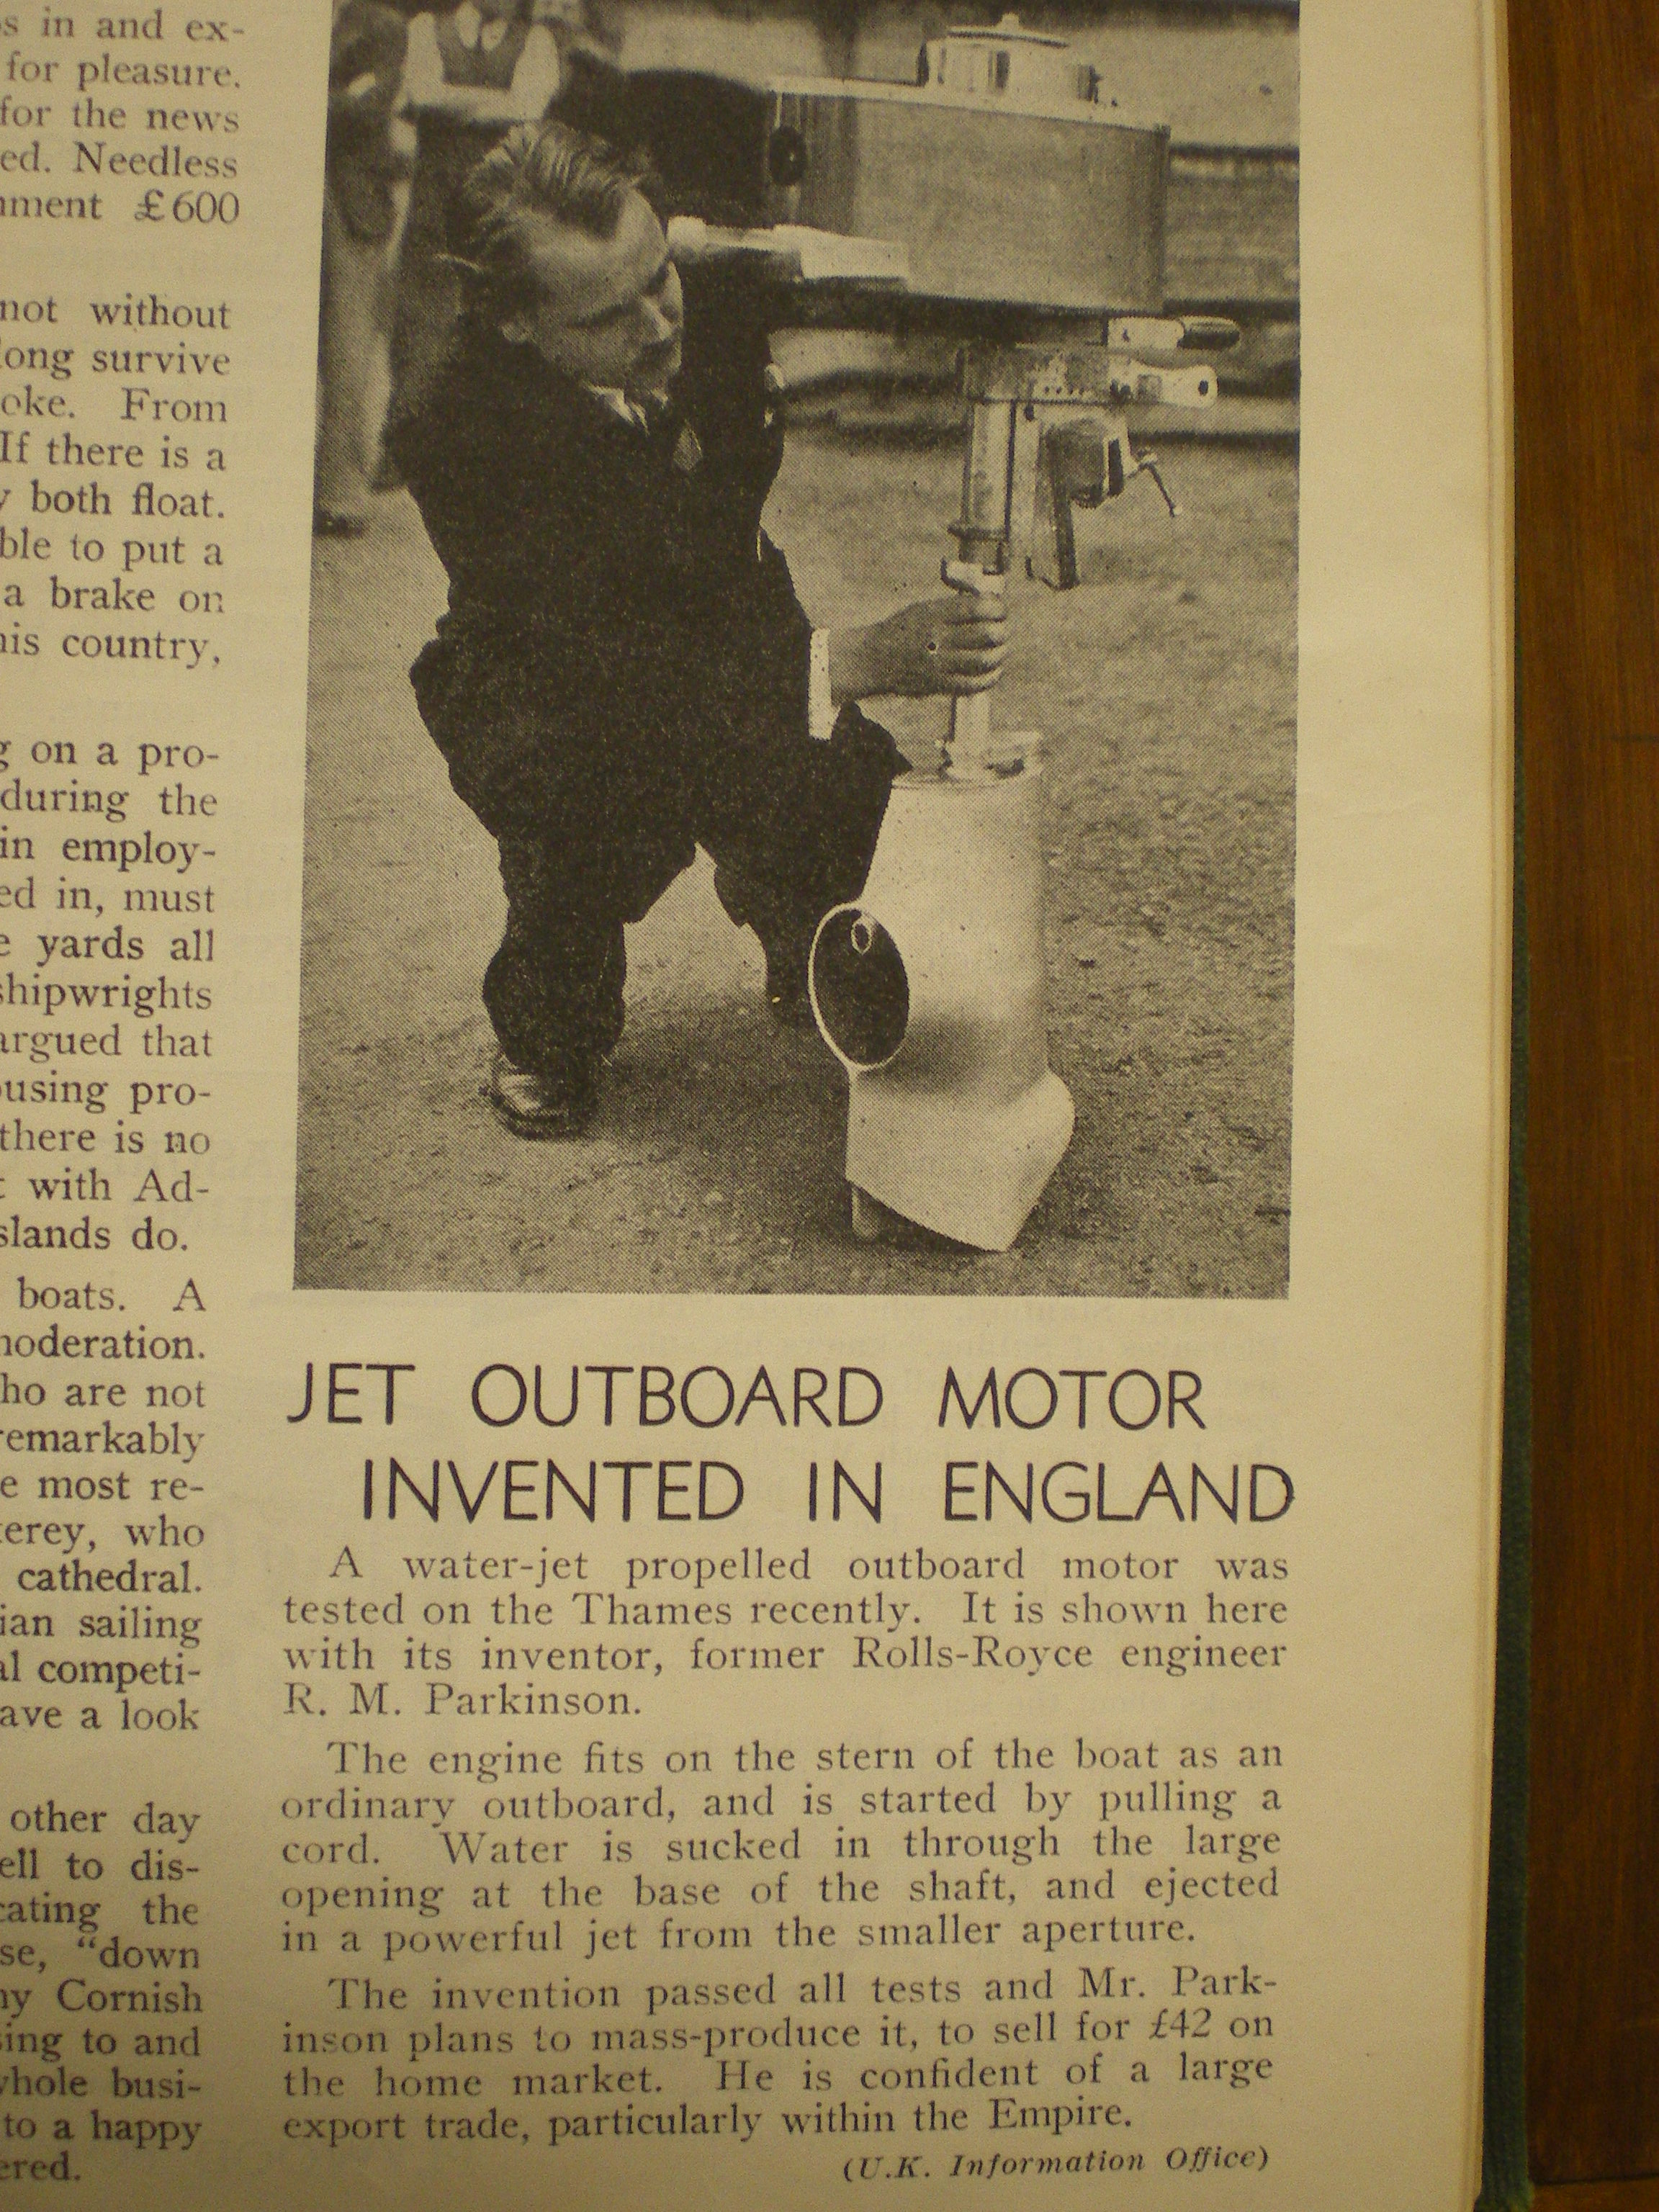 s in and ex-
for pleasure.
for the news
ed. Needless
nment £600
not without
long survive
oke. From
If there is a
y both float.
ble to put a
a brake on
his country,
g on a pro-
during the
in employ-
ed in, must
e yards all
shipwrights
argued that
ousing pro-
there is no
t with Ad-
slands do.
boats. A
moderation.
ho are not
remarkably
e most re-
terey, who
cathedral.
ian sailing
al competi-
ave a look
other day
ell to dis-
cating the
se, “down
ny Cornish
sing to and
whole busi-
to a happy
ered.
JET OUTBOARD MOTOR
INVENTED IN ENGLAND
A water-jet propelled outboard motor was
tested on the Thames recently. It is shown here
with its inventor, former Rolls-Royce engineer
R. M. Parkinson.
The engine fits on the stern of the boat as an
ordinary outboard, and is started by pulling a
cord. Water is sucked in through the large
opening at the base of the shaft, and ejected
in a powerful jet from the smaller aperture.
The invention passed all tests and Mr. Park-
inson plans to mass-produce it, to sell for £42 on
the home market. He is confident of a large
export trade, particularly within the Empire.
(U.K. Information Office)